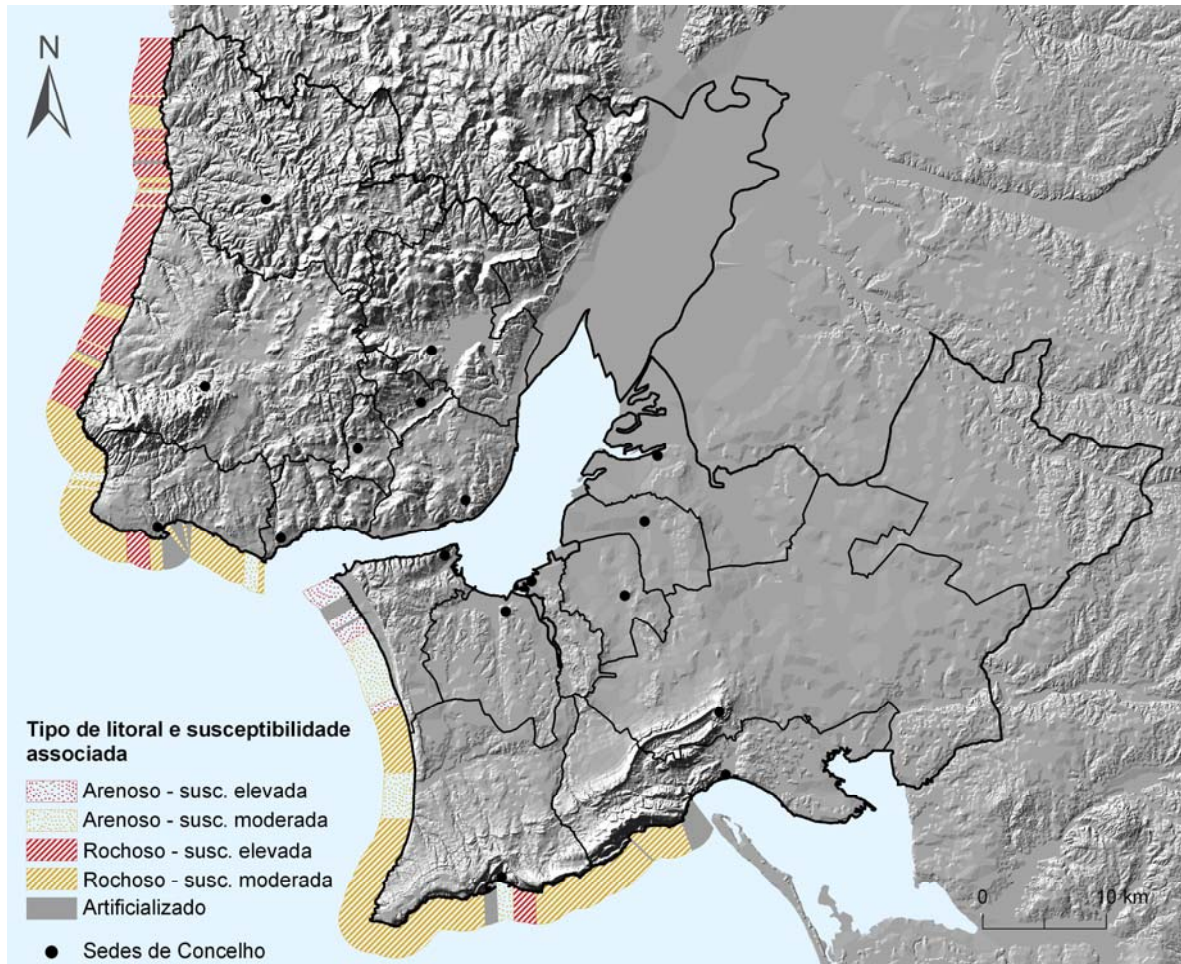 N
Tipo de litoral e susceptibilidade
associada
Arenoso - susc. elevada
Arenoso - susc. moderada
Rochoso - susc. elevada
Rochoso - susc. moderada
Artificializado
Sedes de Concelho
0 10 km